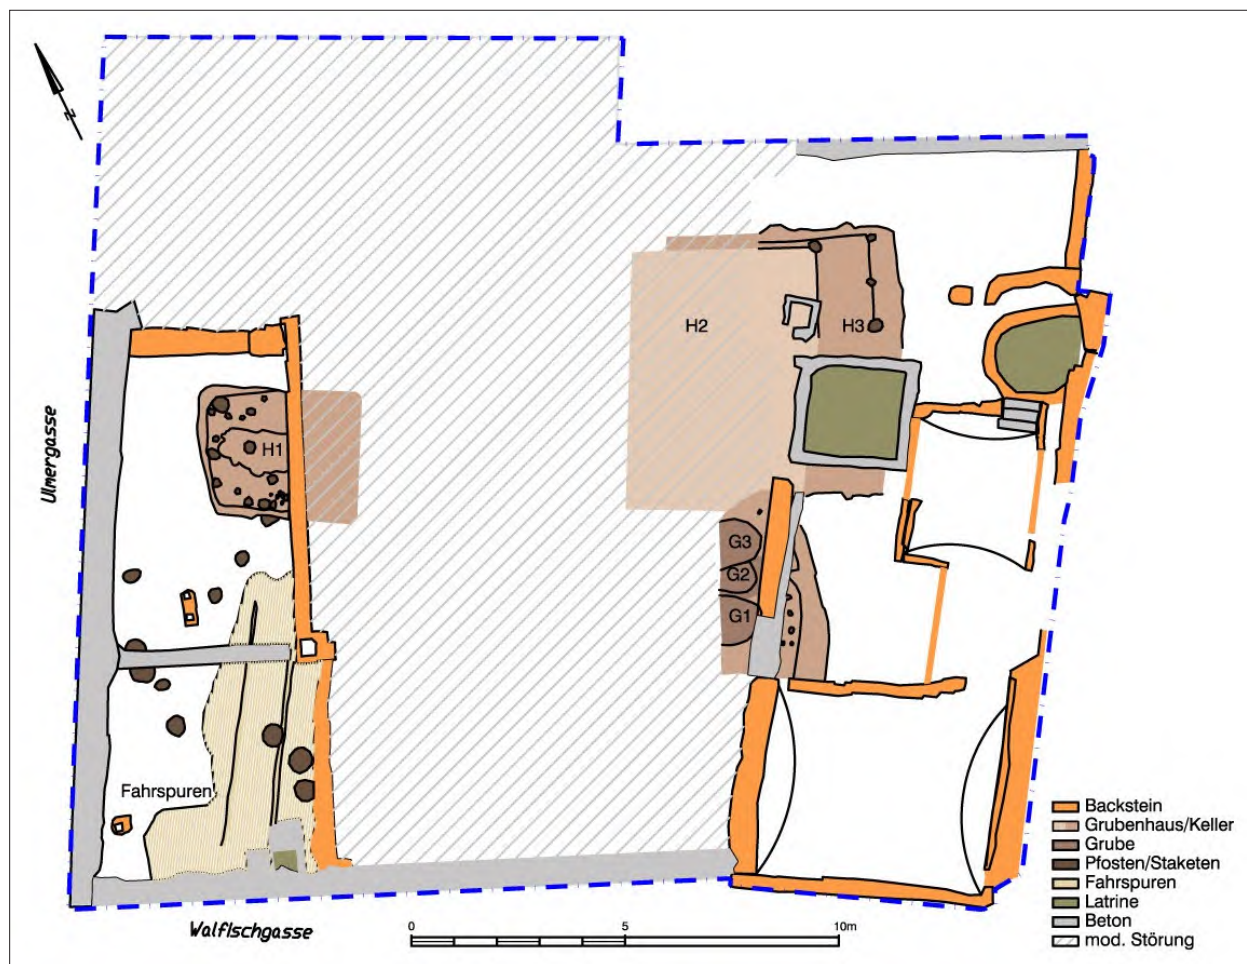 N
H2
H3
H1
Ulmergasse
G3
G2
G1
Fahrspuren
Walfischgasse
0 5 10m
Backstein
Grubenhaus/Keller
Grube
Pfosten/Staketen
Fahrspuren
Latrine
Beton
mod. Störung